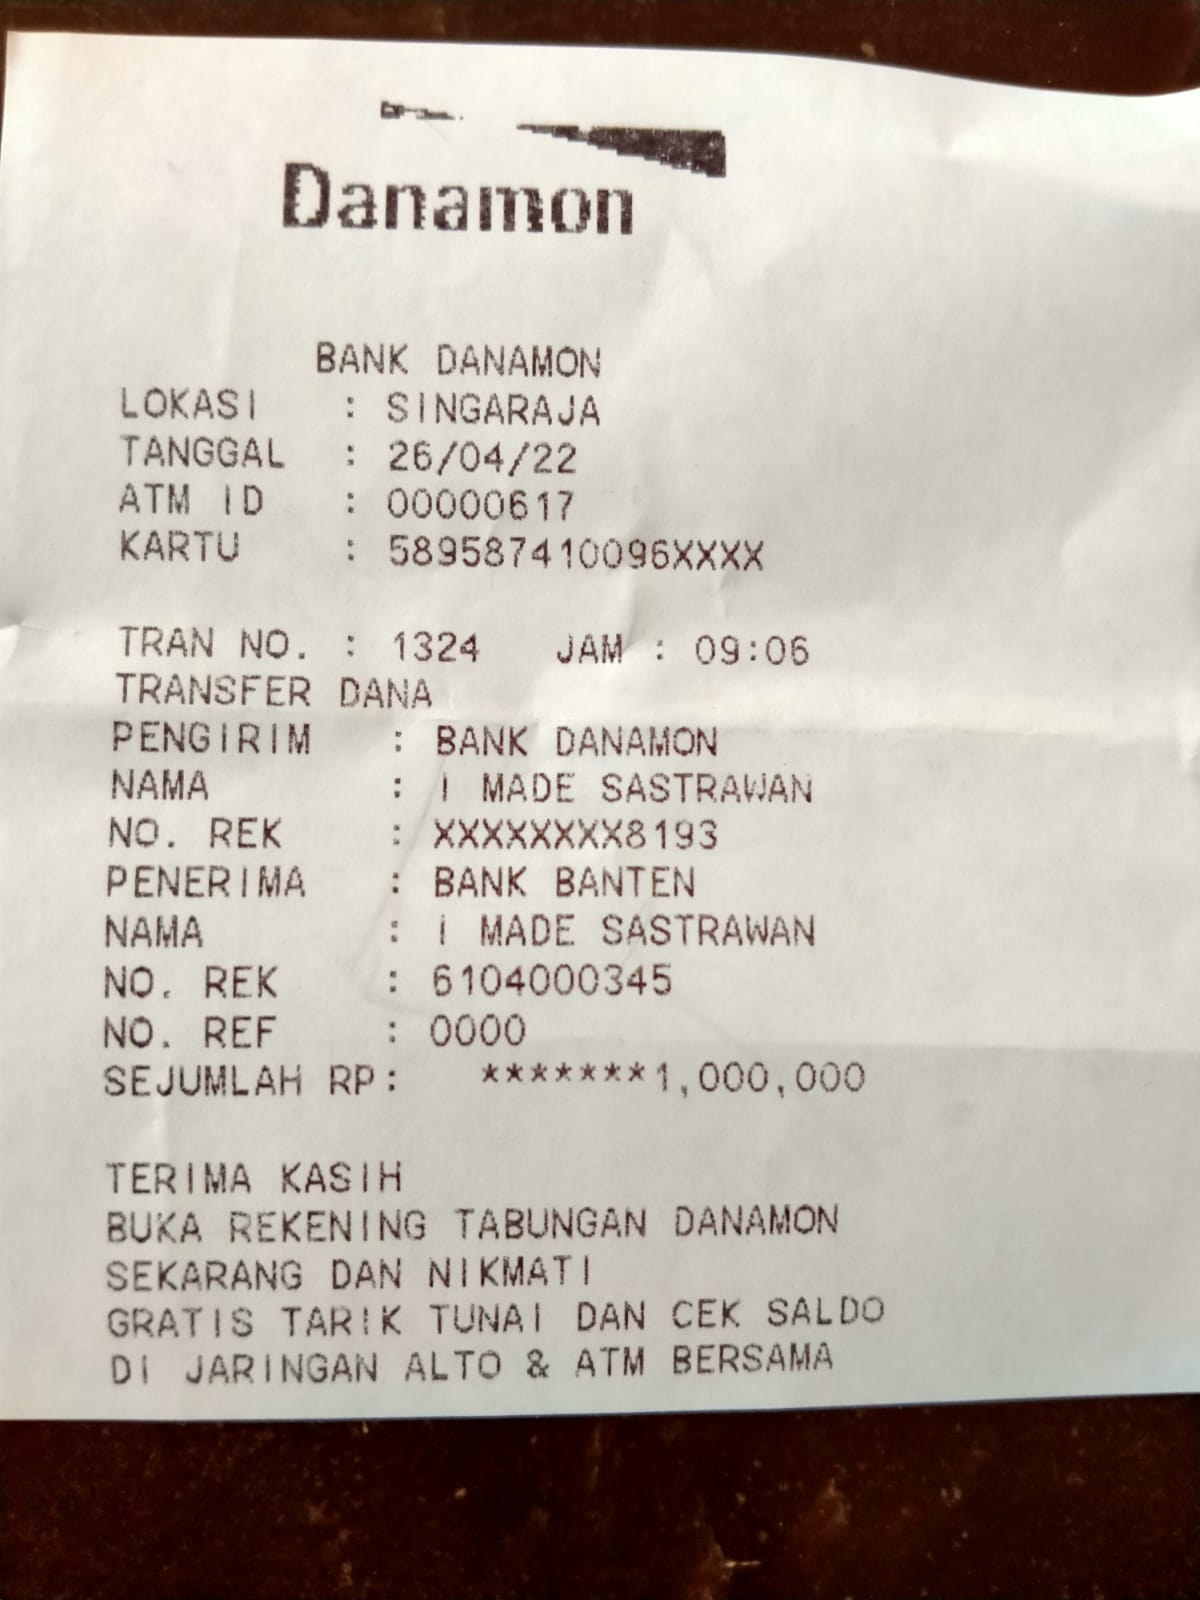 Danamon
BANK DANAMON
LOKASI : SINGARAJA
TANGGAL : 26/04/22
ATM ID : 00000617
KARTU : 589587410096XXXX
TRAN NO. : 1324 JAM : 09:06
TRANSFER DANA
PENGIRIM : BANK DANAMON
NAMA : I MADE SASTRAWAN
NO. REK : XXXXXXXX8193
PENERIMA : BANK BANTEN
NAMA : I MADE SASTRAWAN
NO. REK : 6104000345
NO. REF : 0000
SEJUMLAH RP: *******1,000,000
TERIMA KASIH
BUKA REKENING TABUNGAN DANAMON
SEKARANG DAN NIKMATI
GRATIS TARIK TUNAI DAN CEK SALDO
DI JARINGAN ALTO & ATM BERSAMA